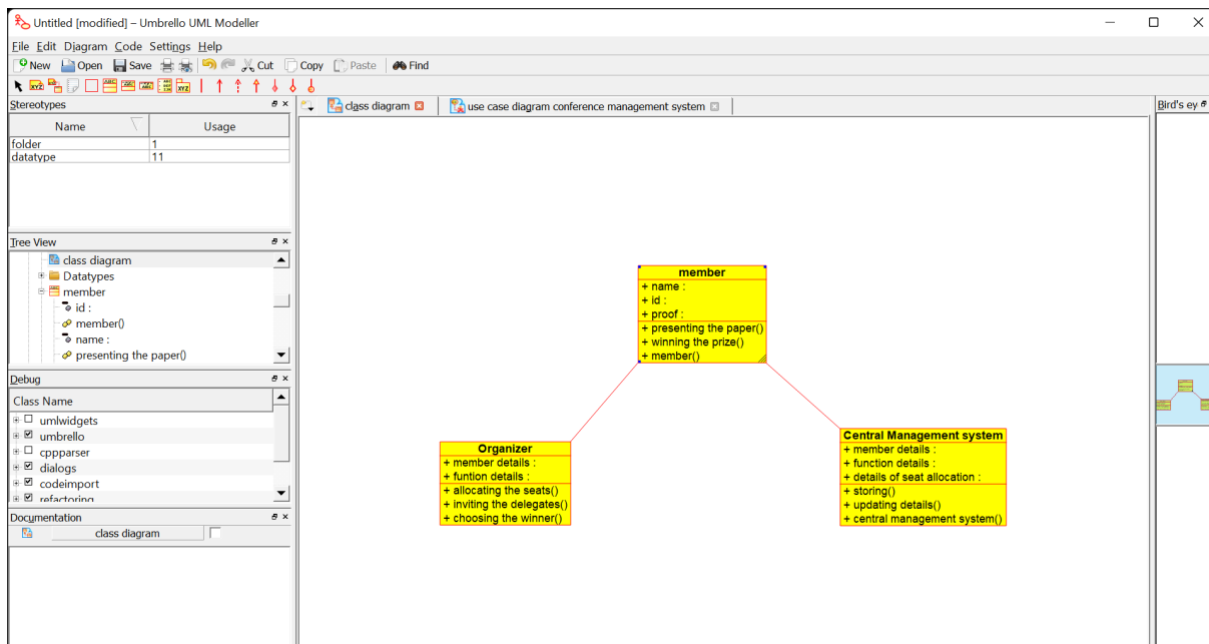 Untitled [modified] – Umbrello UML Modeller
File Edit Diagram Code Settings Help
New Open Save Cut Copy Paste Find
Stereotypes
class diagram
use case diagram conference management system
Bird's ey
Name Usage
folder 1
datatype 11
Tree View
class diagram
Datatypes
member
id :
member()
name :
presenting the paper()
Debug
Class Name
umlwidgets
umbrello
cppparser
dialogs
codeimport
refactoring
Documentation
class diagram
member
+ name :
+ id :
+ proof :
+ presenting the paper()
+ winning the prize()
+ member()
Organizer
+ member details :
+ funtion details :
+ allocating the seats()
+ inviting the delegates()
+ choosing the winner()
Central Management system
+ member details :
+ function details :
+ details of seat allocation :
+ storing()
+ updating details()
+ central management system()